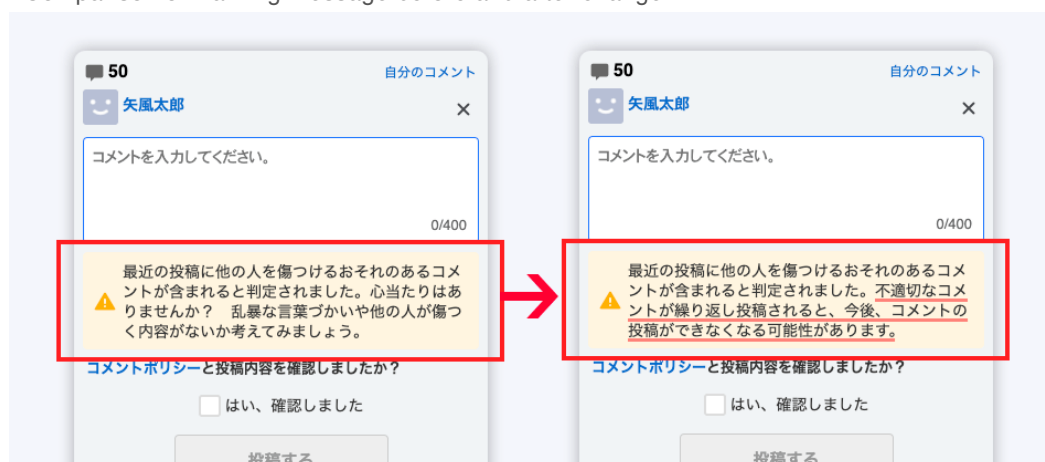 50
自分のコメント
矢風太郎
コメントを入力してください。
0/400
最近の投稿に他の人を傷つけるおそれのあるコメ
ントが含まれると判定されました。心当たりはあ
りませんか？　乱暴な言葉づかいや他の人が傷つ
く内容がないか考えてみましょう。
コメントポリシーと投稿内容を確認しましたか？
はい、確認しました
投稿する
50
自分のコメント
矢風太郎
コメントを入力してください。
0/400
最近の投稿に他の人を傷つけるおそれのあるコメ
ントが含まれると判定されました。不適切なコメ
ントが繰り返し投稿されると、今後、コメントの
投稿ができなくなる可能性があります。
コメントポリシーと投稿内容を確認しましたか？
はい、確認しました
投稿する